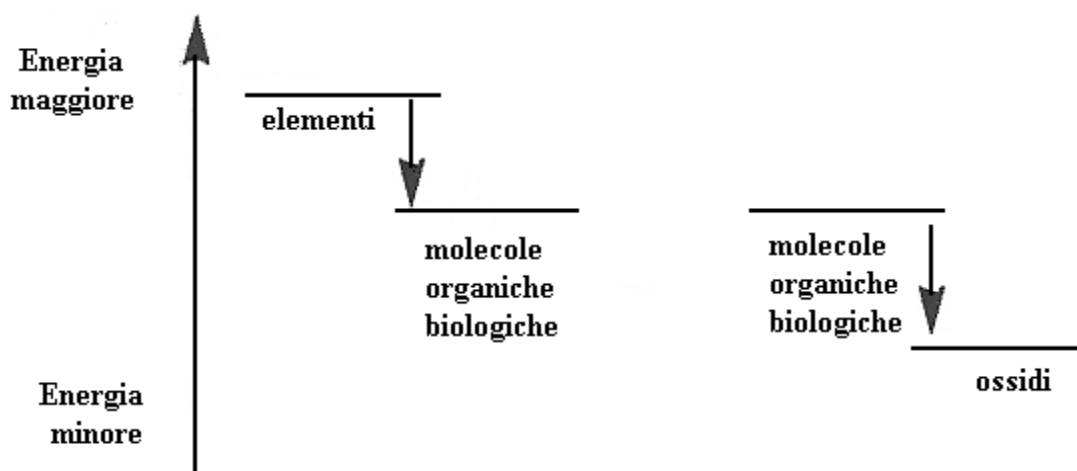 Energia
maggiore
elementi
molecole
organiche
biologiche
molecole
organiche
biologiche
ossidi
Energia
minore